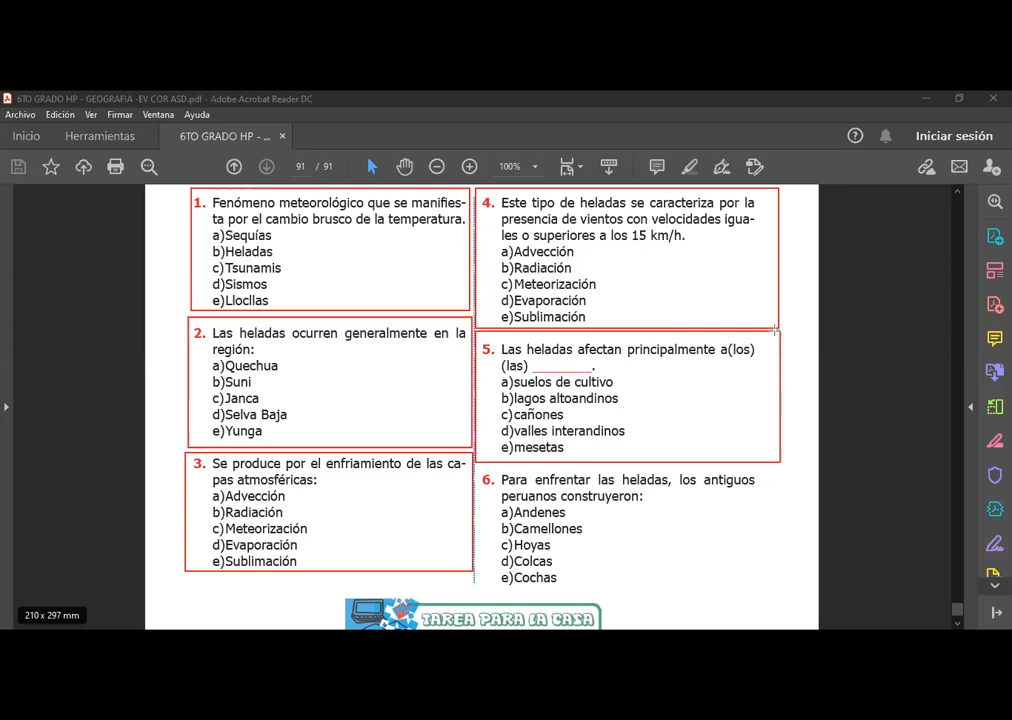 6TO GRADO HP - GEOGRAFIA -EV COR ASD.pdf - Adobe Acrobat Reader DC
Archivo Edición Ver Firmar Ventana Ayuda
Inicio Herramientas 6TO GRADO HP - ... × Iniciar sesión
91 / 91 100%
1. Fenómeno meteorológico que se manifies-
ta por el cambio brusco de la temperatura.
a)Sequías
b)Heladas
c)Tsunamis
d)Sismos
e)Llocllas
2. Las heladas ocurren generalmente en la
región:
a)Quechua
b)Suni
c)Janca
d)Selva Baja
e)Yunga
3. Se produce por el enfriamiento de las ca-
pas atmosféricas:
a)Advección
b)Radiación
c)Meteorización
d)Evaporación
e)Sublimación
4. Este tipo de heladas se caracteriza por la
presencia de vientos con velocidades igua-
les o superiores a los 15 km/h.
a)Advección
b)Radiación
c)Meteorización
d)Evaporación
e)Sublimación
5. Las heladas afectan principalmente a(los)
(las) ________.
a)suelos de cultivo
b)lagos altoandinos
c)cañones
d)valles interandinos
e)mesetas
6. Para enfrentar las heladas, los antiguos
peruanos construyeron:
a)Andenes
b)Camellones
c)Hoyas
d)Colcas
e)Cochas
210 x 297 mm
TAREA PARA LA CASA